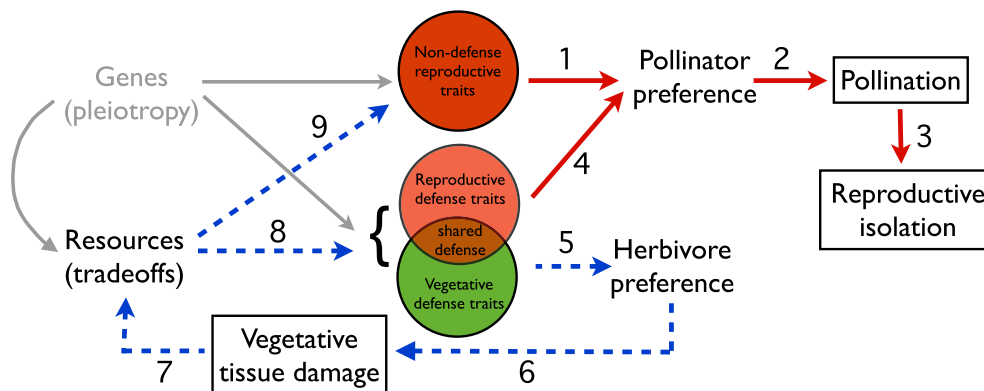 Genes
(pleiotropy)
Non-defense
reproductive
traits
1
Pollinator
preference
2
Pollination
3
Reproductive
isolation
9
4
Reproductive
defense traits
{
shared
defense
Vegetative
defense traits
8
Resources
(tradeoffs)
5
Herbivore
preference
6
Vegetative
tissue damage
7